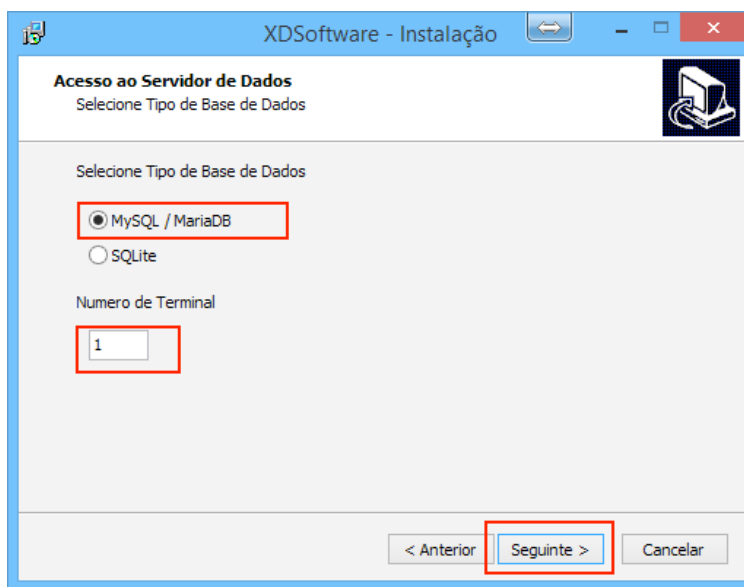 XDSoftware - Instalação
Acesso ao Servidor de Dados
Selecione Tipo de Base de Dados
Selecione Tipo de Base de Dados
MySQL / MariaDB
SQLite
Numero de Terminal
1
< Anterior
Seguinte >
Cancelar